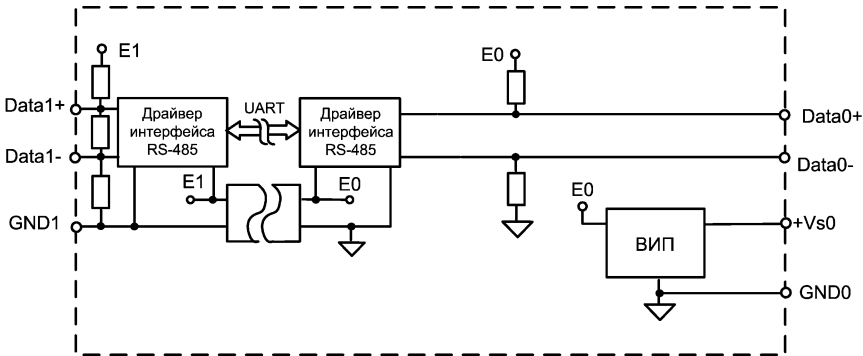 E1
E0
Data1+
Драйвер
интерфейса
RS-485
UART
Драйвер
интерфейса
RS-485
Data0+
Data1-
Data0-
E1
E0
E0
GND1
+Vs0
ВИП
GND0